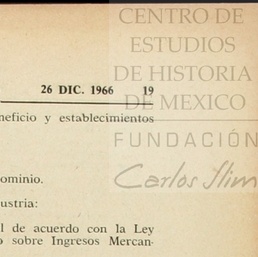 CENTRO DE
ESTUDIOS
DE HISTORIA
DE MEXICO
FUNDACIÓN
Carlos Slim
26 DIC. 1966 19
neficio y establecimientos
ominio.
ustria:
l de acuerdo con la Ley
o sobre Ingresos Mercan-